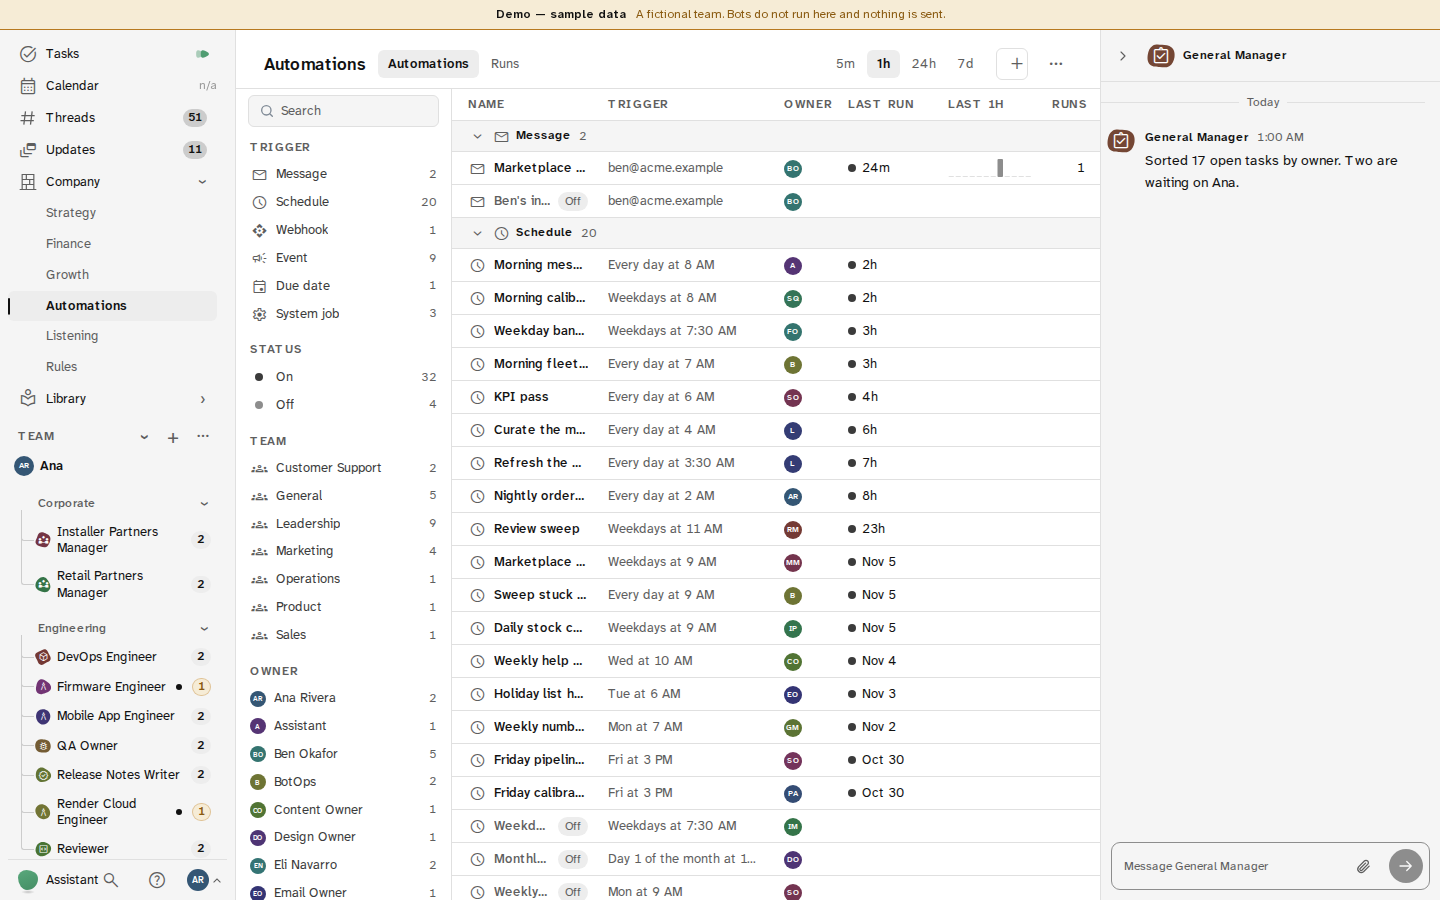 Demo — sample data A fictional team. Bots do not run here and nothing is sent.
Tasks
Calendar n/a
Threads 51
Updates 11
Company
Strategy
Finance
Growth
Automations
Listening
Rules
Library
TEAM
AR Ana
Corporate
Installer Partners
Manager 2
Retail Partners
Manager 2
Engineering
DevOps Engineer 2
Firmware Engineer 1
Mobile App Engineer 2
QA Owner 2
Release Notes Writer 2
Render Cloud
Engineer 1
Reviewer 2
Assistant AR
Automations Automations Runs 5m 1h 24h 7d
Search
TRIGGER
Message 2
Schedule 20
Webhook 1
Event 9
Due date 1
System job 3
STATUS
On 32
Off 4
TEAM
Customer Support 2
General 5
Leadership 9
Marketing 4
Operations 1
Product 1
Sales 1
OWNER
AR Ana Rivera 2
A Assistant 1
BO Ben Okafor 5
B BotOps 2
CO Content Owner 1
DO Design Owner 1
EN Eli Navarro 2
EO Email Owner 1
NAME TRIGGER OWNER LAST RUN LAST 1H RUNS
Message 2
Marketplace ... ben@acme.example BO 24m 1
Ben's in... Off ben@acme.example BO
Schedule 20
Morning mes... Every day at 8 AM A 2h
Morning calib... Weekdays at 8 AM SG 2h
Weekday ban... Weekdays at 7:30 AM FO 3h
Morning fleet... Every day at 7 AM B 3h
KPI pass Every day at 6 AM SO 4h
Curate the m... Every day at 4 AM L 6h
Refresh the ... Every day at 3:30 AM L 7h
Nightly order... Every day at 2 AM AR 8h
Review sweep Weekdays at 11 AM RM 23h
Marketplace ... Weekdays at 9 AM MM Nov 5
Sweep stuck ... Every day at 9 AM B Nov 5
Daily stock c... Weekdays at 9 AM IP Nov 5
Weekly help ... Wed at 10 AM CO Nov 4
Holiday list h... Tue at 6 AM EO Nov 3
Weekly numb... Mon at 7 AM GM Nov 2
Friday pipelin... Fri at 3 PM SO Oct 30
Friday calibra... Fri at 3 PM PA Oct 30
Weekd... Off Weekdays at 7:30 AM IM
Monthl... Off Day 1 of the month at 1... DO
Weekly... Off Mon at 9 AM SO
General Manager
Today
General Manager 1:00 AM
Sorted 17 open tasks by owner. Two are
waiting on Ana.
Message General Manager